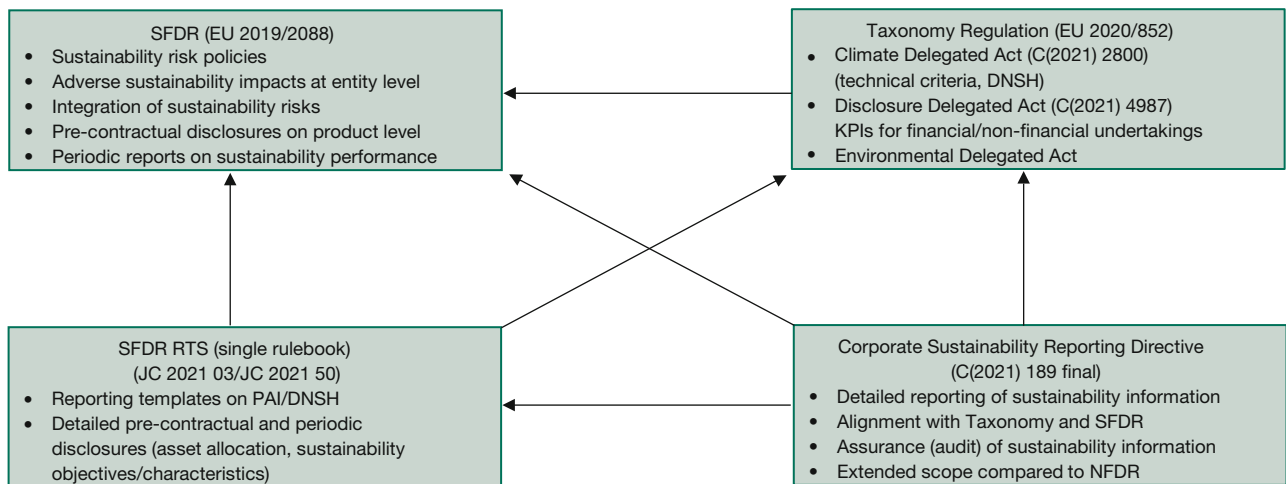 SFDR (EU 2019/2088)
• Sustainability risk policies
• Adverse sustainability impacts at entity level
• Integration of sustainability risks
• Pre-contractual disclosures on product level
• Periodic reports on sustainability performance
Taxonomy Regulation (EU 2020/852)
• Climate Delegated Act (C(2021) 2800)
(technical criteria, DNSH)
• Disclosure Delegated Act (C(2021) 4987)
KPIs for financial/non-financial undertakings
• Environmental Delegated Act
SFDR RTS (single rulebook)
(JC 2021 03/JC 2021 50)
• Reporting templates on PAI/DNSH
• Detailed pre-contractual and periodic
disclosures (asset allocation, sustainability
objectives/characteristics)
Corporate Sustainability Reporting Directive
(C(2021) 189 final)
• Detailed reporting of sustainability information
• Alignment with Taxonomy and SFDR
• Assurance (audit) of sustainability information
• Extended scope compared to NFDR